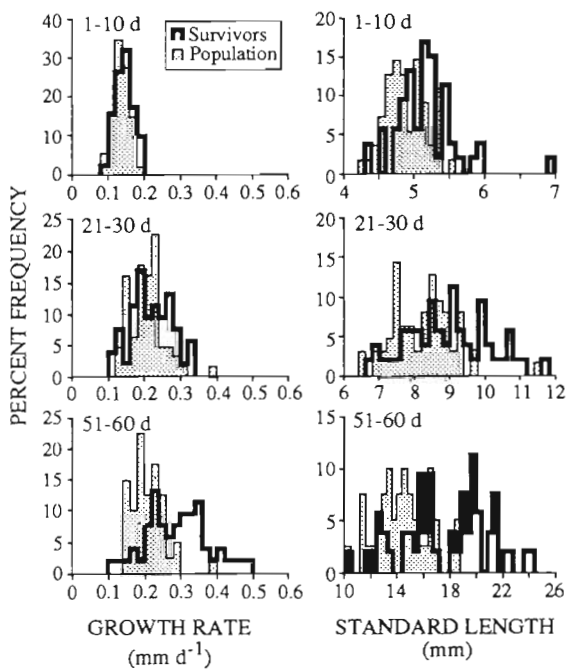 1-10 d
Survivors
Population
40
30
20
10
0
0 0.1 0.2 0.3 0.4 0.5 0.6
1-10 d
20
15
10
5
0
4 5 6 7
PERCENT FREQUENCY
21-30 d
25
20
15
10
5
0
0 0.1 0.2 0.3 0.4 0.5 0.6
21-30 d
20
15
10
5
0
6 7 8 9 10 11 12
51-60 d
25
20
15
10
5
0
0 0.1 0.2 0.3 0.4 0.5 0.6
GROWTH RATE
(mm d⁻¹)
51-60 d
15
10
5
0
10 14 18 22 26
STANDARD LENGTH
(mm)